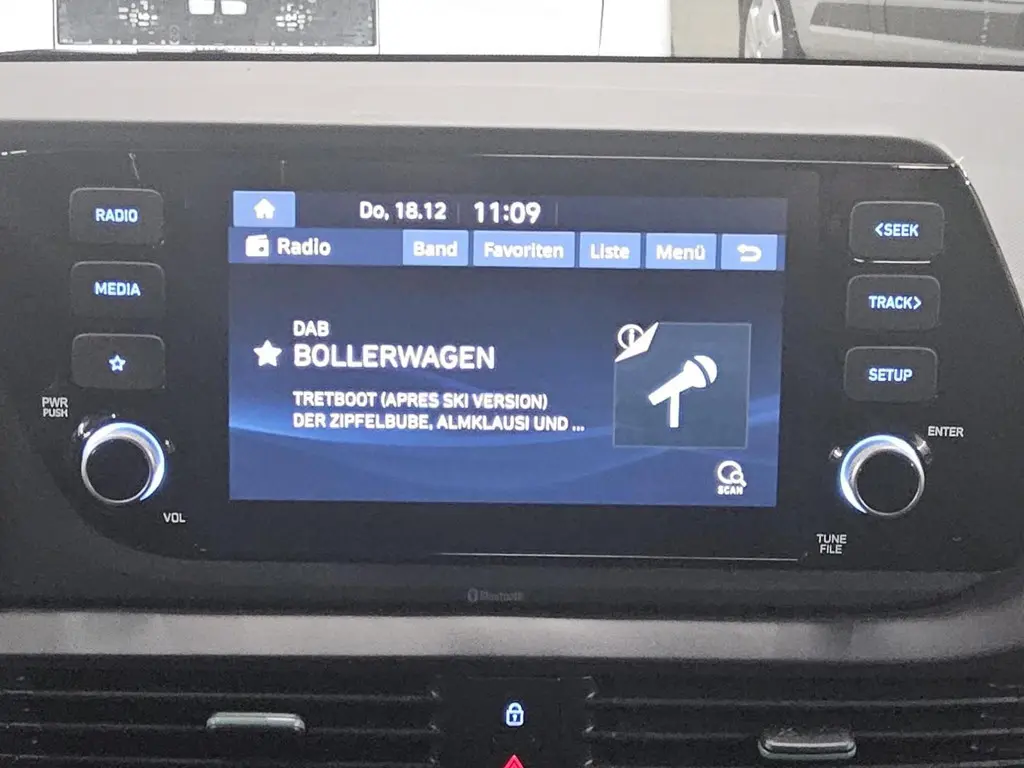 Do, 18.12 11:09
Radio Band Favoriten Liste Menü
DAB
BOLLERWAGEN
TRETBOOT (APRES SKI VERSION)
DER ZIPFELBUBE, ALMKLAUSI UND ...
SCAN
RADIO
MEDIA
PWR
PUSH
VOL
<SEEK
TRACK>
SETUP
ENTER
TUNE
FILE
Bluetooth